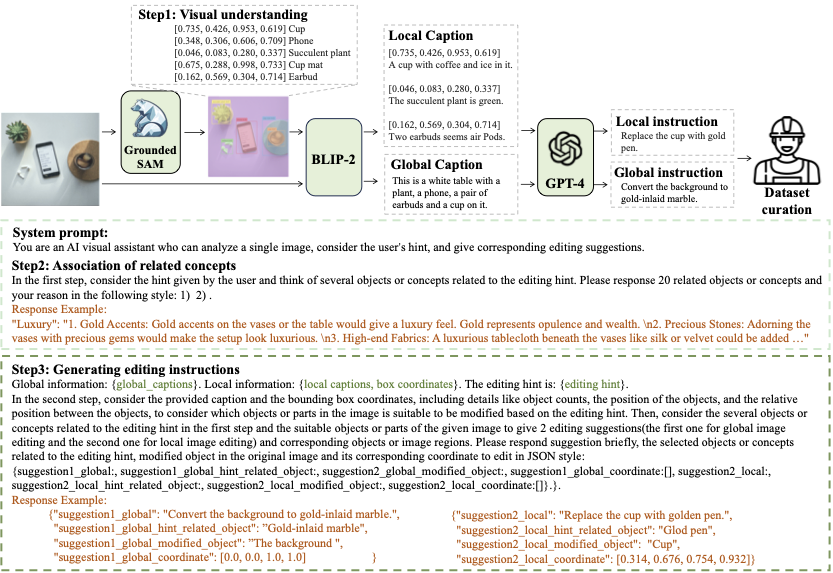 Step1: Visual understanding
[0.735, 0.426, 0.953, 0.619] Cup
[0.348, 0.306, 0.606, 0.709] Phone
[0.046, 0.083, 0.280, 0.337] Succulent plant
[0.675, 0.288, 0.998, 0.733] Cup mat
[0.162, 0.569, 0.304, 0.714] Earbud
Grounded
SAM
BLIP-2
Local Caption
[0.735, 0.426, 0.953, 0.619]
A cup with coffee and ice in it.
[0.046, 0.083, 0.280, 0.337]
The succulent plant is green.
[0.162, 0.569, 0.304, 0.714]
Two earbuds seems air Pods.
Global Caption
This is a white table with a
plant, a phone, a pair of
earbuds and a cup on it.
GPT-4
Local instruction
Replace the cup with gold
pen.
Global instruction
Convert the background to
gold-inlaid marble.
Dataset
curation
System prompt:
You are an AI visual assistant who can analyze a single image, consider the user's hint, and give corresponding editing suggestions.
Step2: Association of related concepts
In the first step, consider the hint given by the user and think of several objects or concepts related to the editing hint. Please response 20 related objects or concepts and
your reason in the following style: 1) 2) .
Response Example:
"Luxury": "1. Gold Accents: Gold accents on the vases or the table would give a luxury feel. Gold represents opulence and wealth. \n2. Precious Stones: Adorning the
vases with precious gems would make the setup look luxurious. \n3. High-end Fabrics: A luxurious tablecloth beneath the vases like silk or velvet could be added …"
Step3: Generating editing instructions
Global information: {global_captions}. Local information: {local captions, box coordinates}. The editing hint is: {editing hint}.
In the second step, consider the provided caption and the bounding box coordinates, including details like object counts, the position of the objects, and the relative
position between the objects, to consider which objects or parts in the image is suitable to be modified based on the editing hint. Then, consider the several objects or
concepts related to the editing hint in the first step and the suitable objects or parts of the given image to give 2 editing suggestions(the first one for global image
editing and the second one for local image editing) and corresponding objects or image regions. Please respond suggestion briefly, the selected objects or concepts
related to the editing hint, modified object in the original image and its corresponding coordinate to edit in JSON style:
{suggestion1_global:, suggestion1_global_hint_related_object:, suggestion2_global_modified_object:, suggestion1_global_coordinate:[], suggestion2_local:,
suggestion2_local_hint_related_object:, suggestion2_local_modified_object:, suggestion2_local_coordinate:[]}.}.
Response Example:
{"suggestion1_global": "Convert the background to gold-inlaid marble.",
"suggestion1_global_hint_related_object": ”Gold-inlaid marble",
"suggestion1_global_modified_object": ”The background ",
"suggestion1_global_coordinate": [0.0, 0.0, 1.0, 1.0] }
{"suggestion2_local": "Replace the cup with golden pen.",
"suggestion2_local_hint_related_object": "Glod pen",
"suggestion2_local_modified_object": "Cup",
"suggestion2_local_coordinate": [0.314, 0.676, 0.754, 0.932]}